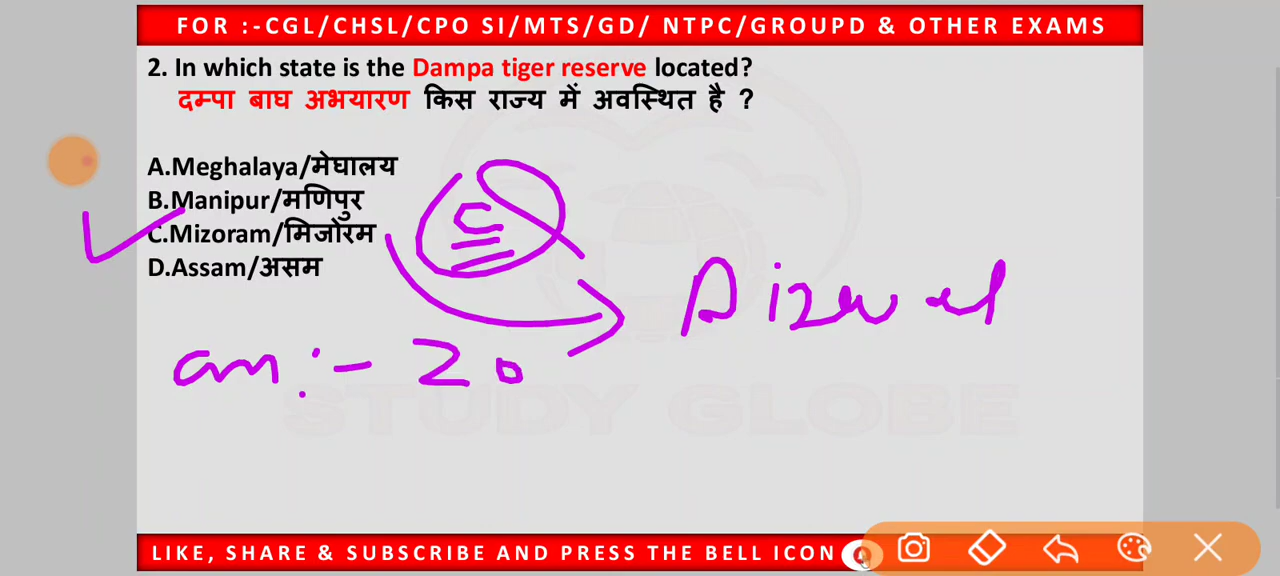 FOR :-CGL/CHSL/CPO SI/MTS/GD/ NTPC/GROUPD & OTHER EXAMS
2. In which state is the Dampa tiger reserve located?
दम्पा बाघ अभयारण किस राज्य में अवस्थित है ?
A.Meghalaya/मेघालय
B.Manipur/मणिपुर
C.Mizoram/मिजोरम
D.Assam/असम
C
:- 20
STUDY GLOBE
LIKE, SHARE & SUBSCRIBE AND PRESS THE BELL ICON